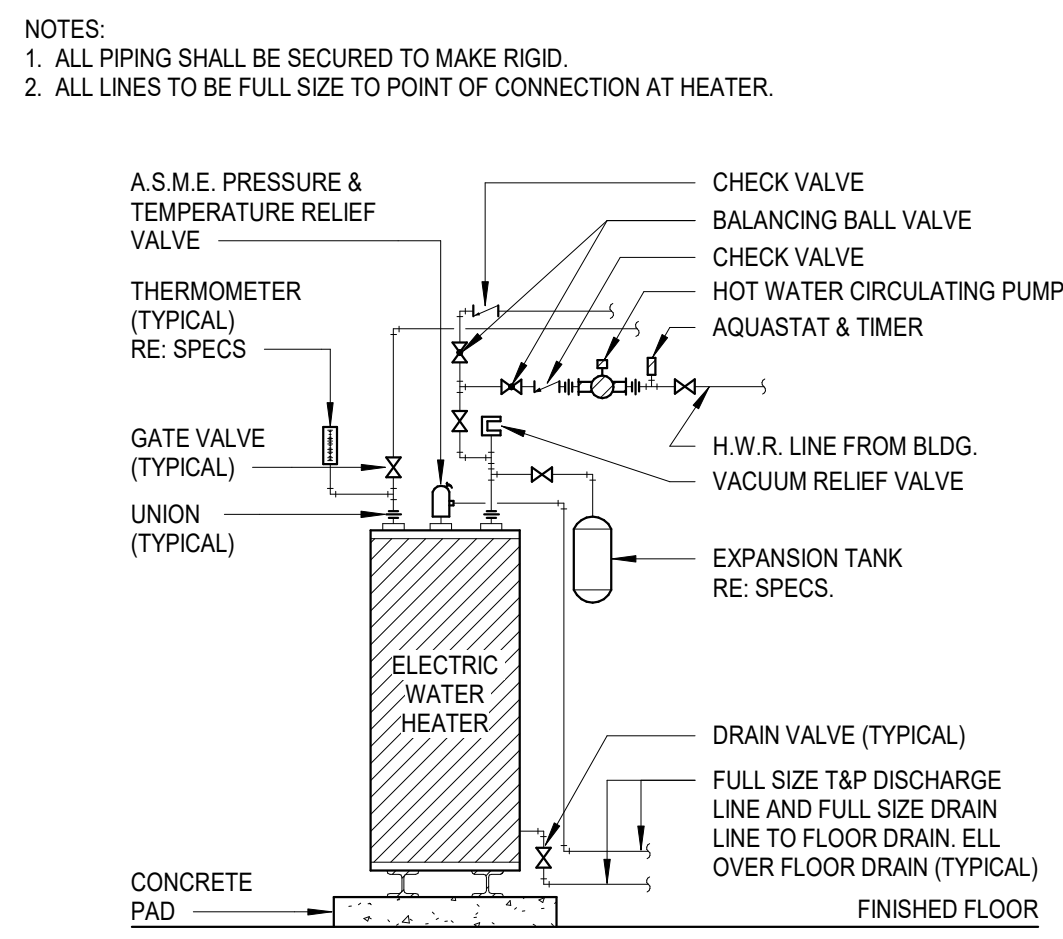 NOTES:
1. ALL PIPING SHALL BE SECURED TO MAKE RIGID.
2. ALL LINES TO BE FULL SIZE TO POINT OF CONNECTION AT HEATER.
A.S.M.E. PRESSURE &
TEMPERATURE RELIEF
VALVE
THERMOMETER
(TYPICAL)
RE: SPECS
GATE VALVE
(TYPICAL)
UNION
(TYPICAL)
CHECK VALVE
BALANCING BALL VALVE
CHECK VALVE
HOT WATER CIRCULATING PUMP
AQUASTAT & TIMER
H.W.R. LINE FROM BLDG.
VACUUM RELIEF VALVE
EXPANSION TANK
RE: SPECS.
ELECTRIC
WATER
HEATER
DRAIN VALVE (TYPICAL)
FULL SIZE T&P DISCHARGE
LINE AND FULL SIZE DRAIN
LINE TO FLOOR DRAIN. ELL
OVER FLOOR DRAIN (TYPICAL)
CONCRETE
PAD
FINISHED FLOOR